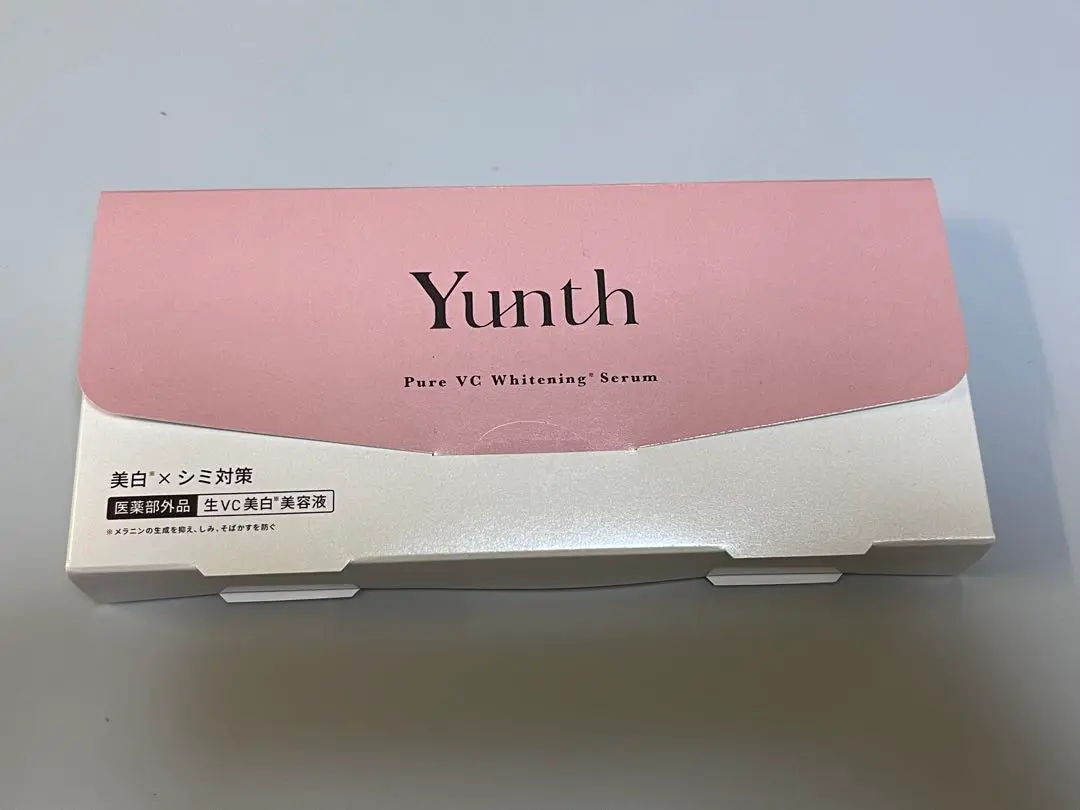 Yunth
Pure VC Whitening※ Serum
美白※×シミ対策
医薬部外品 生VC美白※美容液
※メラニンの生成を抑え、しみ、そばかすを防ぐ